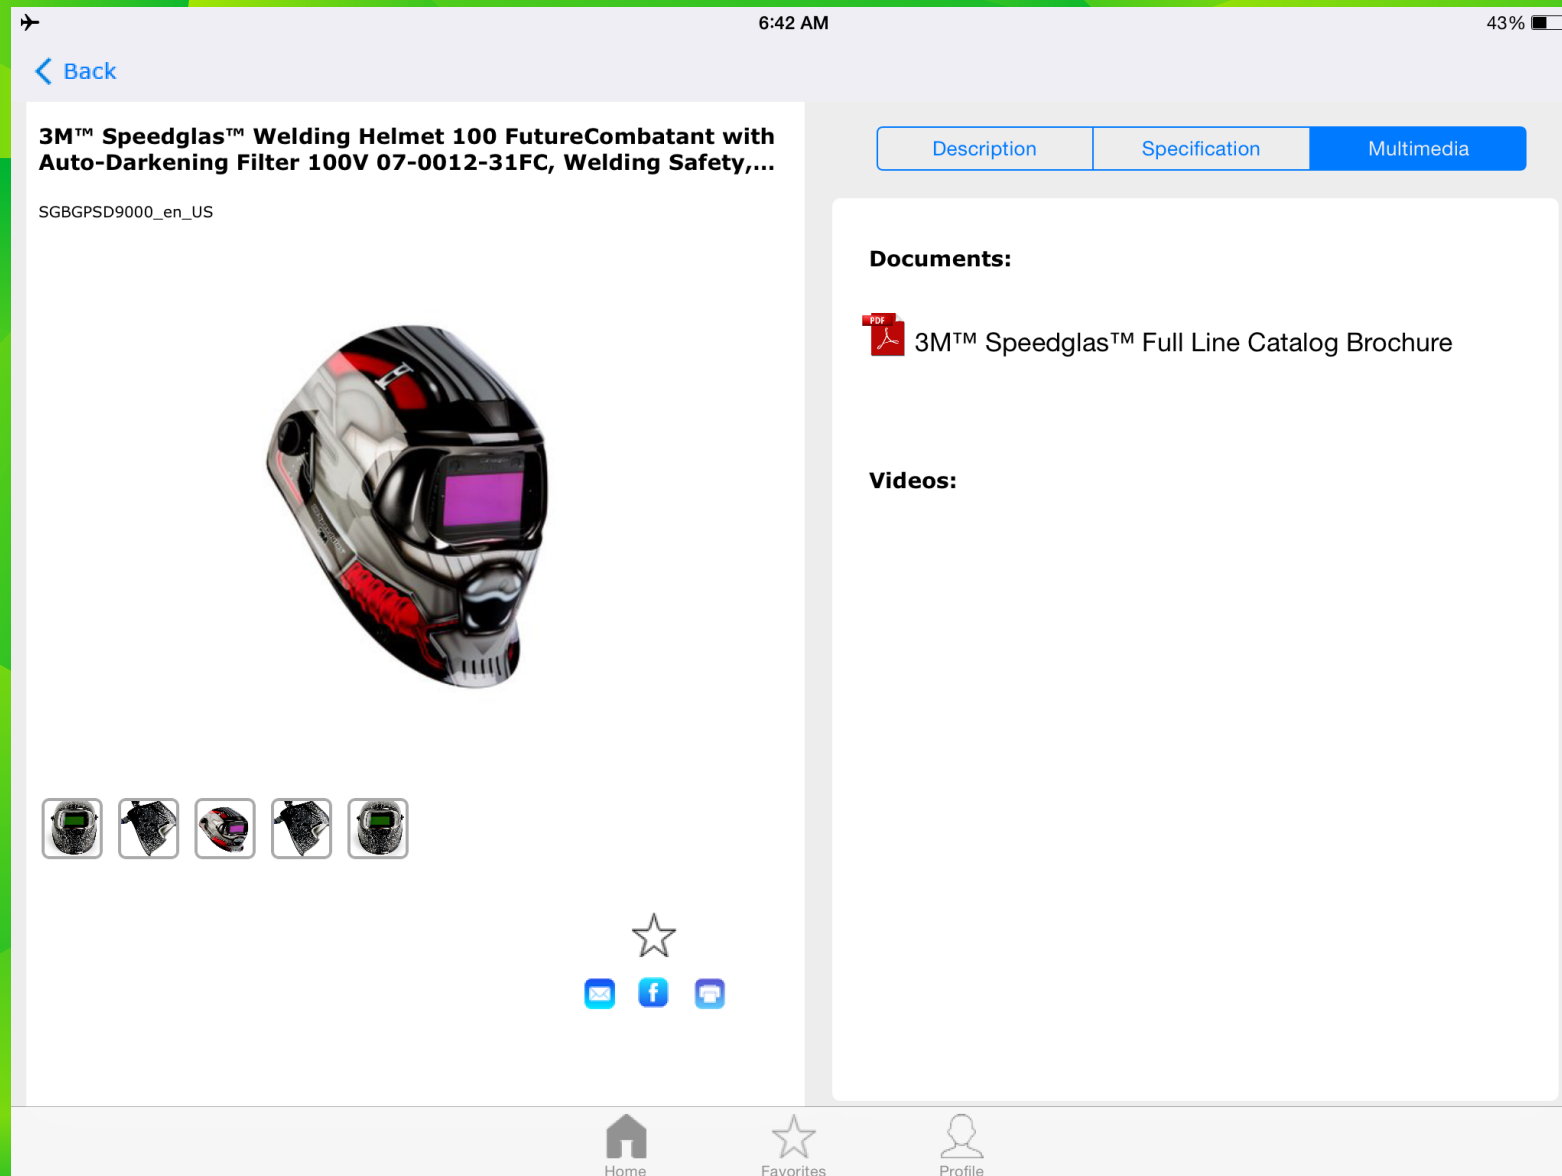 6:42 AM
43%
Back
3M™ Speedglas™ Welding Helmet 100 FutureCombatant with
Auto-Darkening Filter 100V 07-0012-31FC, Welding Safety,...
SGBGPSD9000_en_US
Description
Specification
Multimedia
Documents:
PDF
3M™ Speedglas™ Full Line Catalog Brochure
Videos:
Home
Favorites
Profile